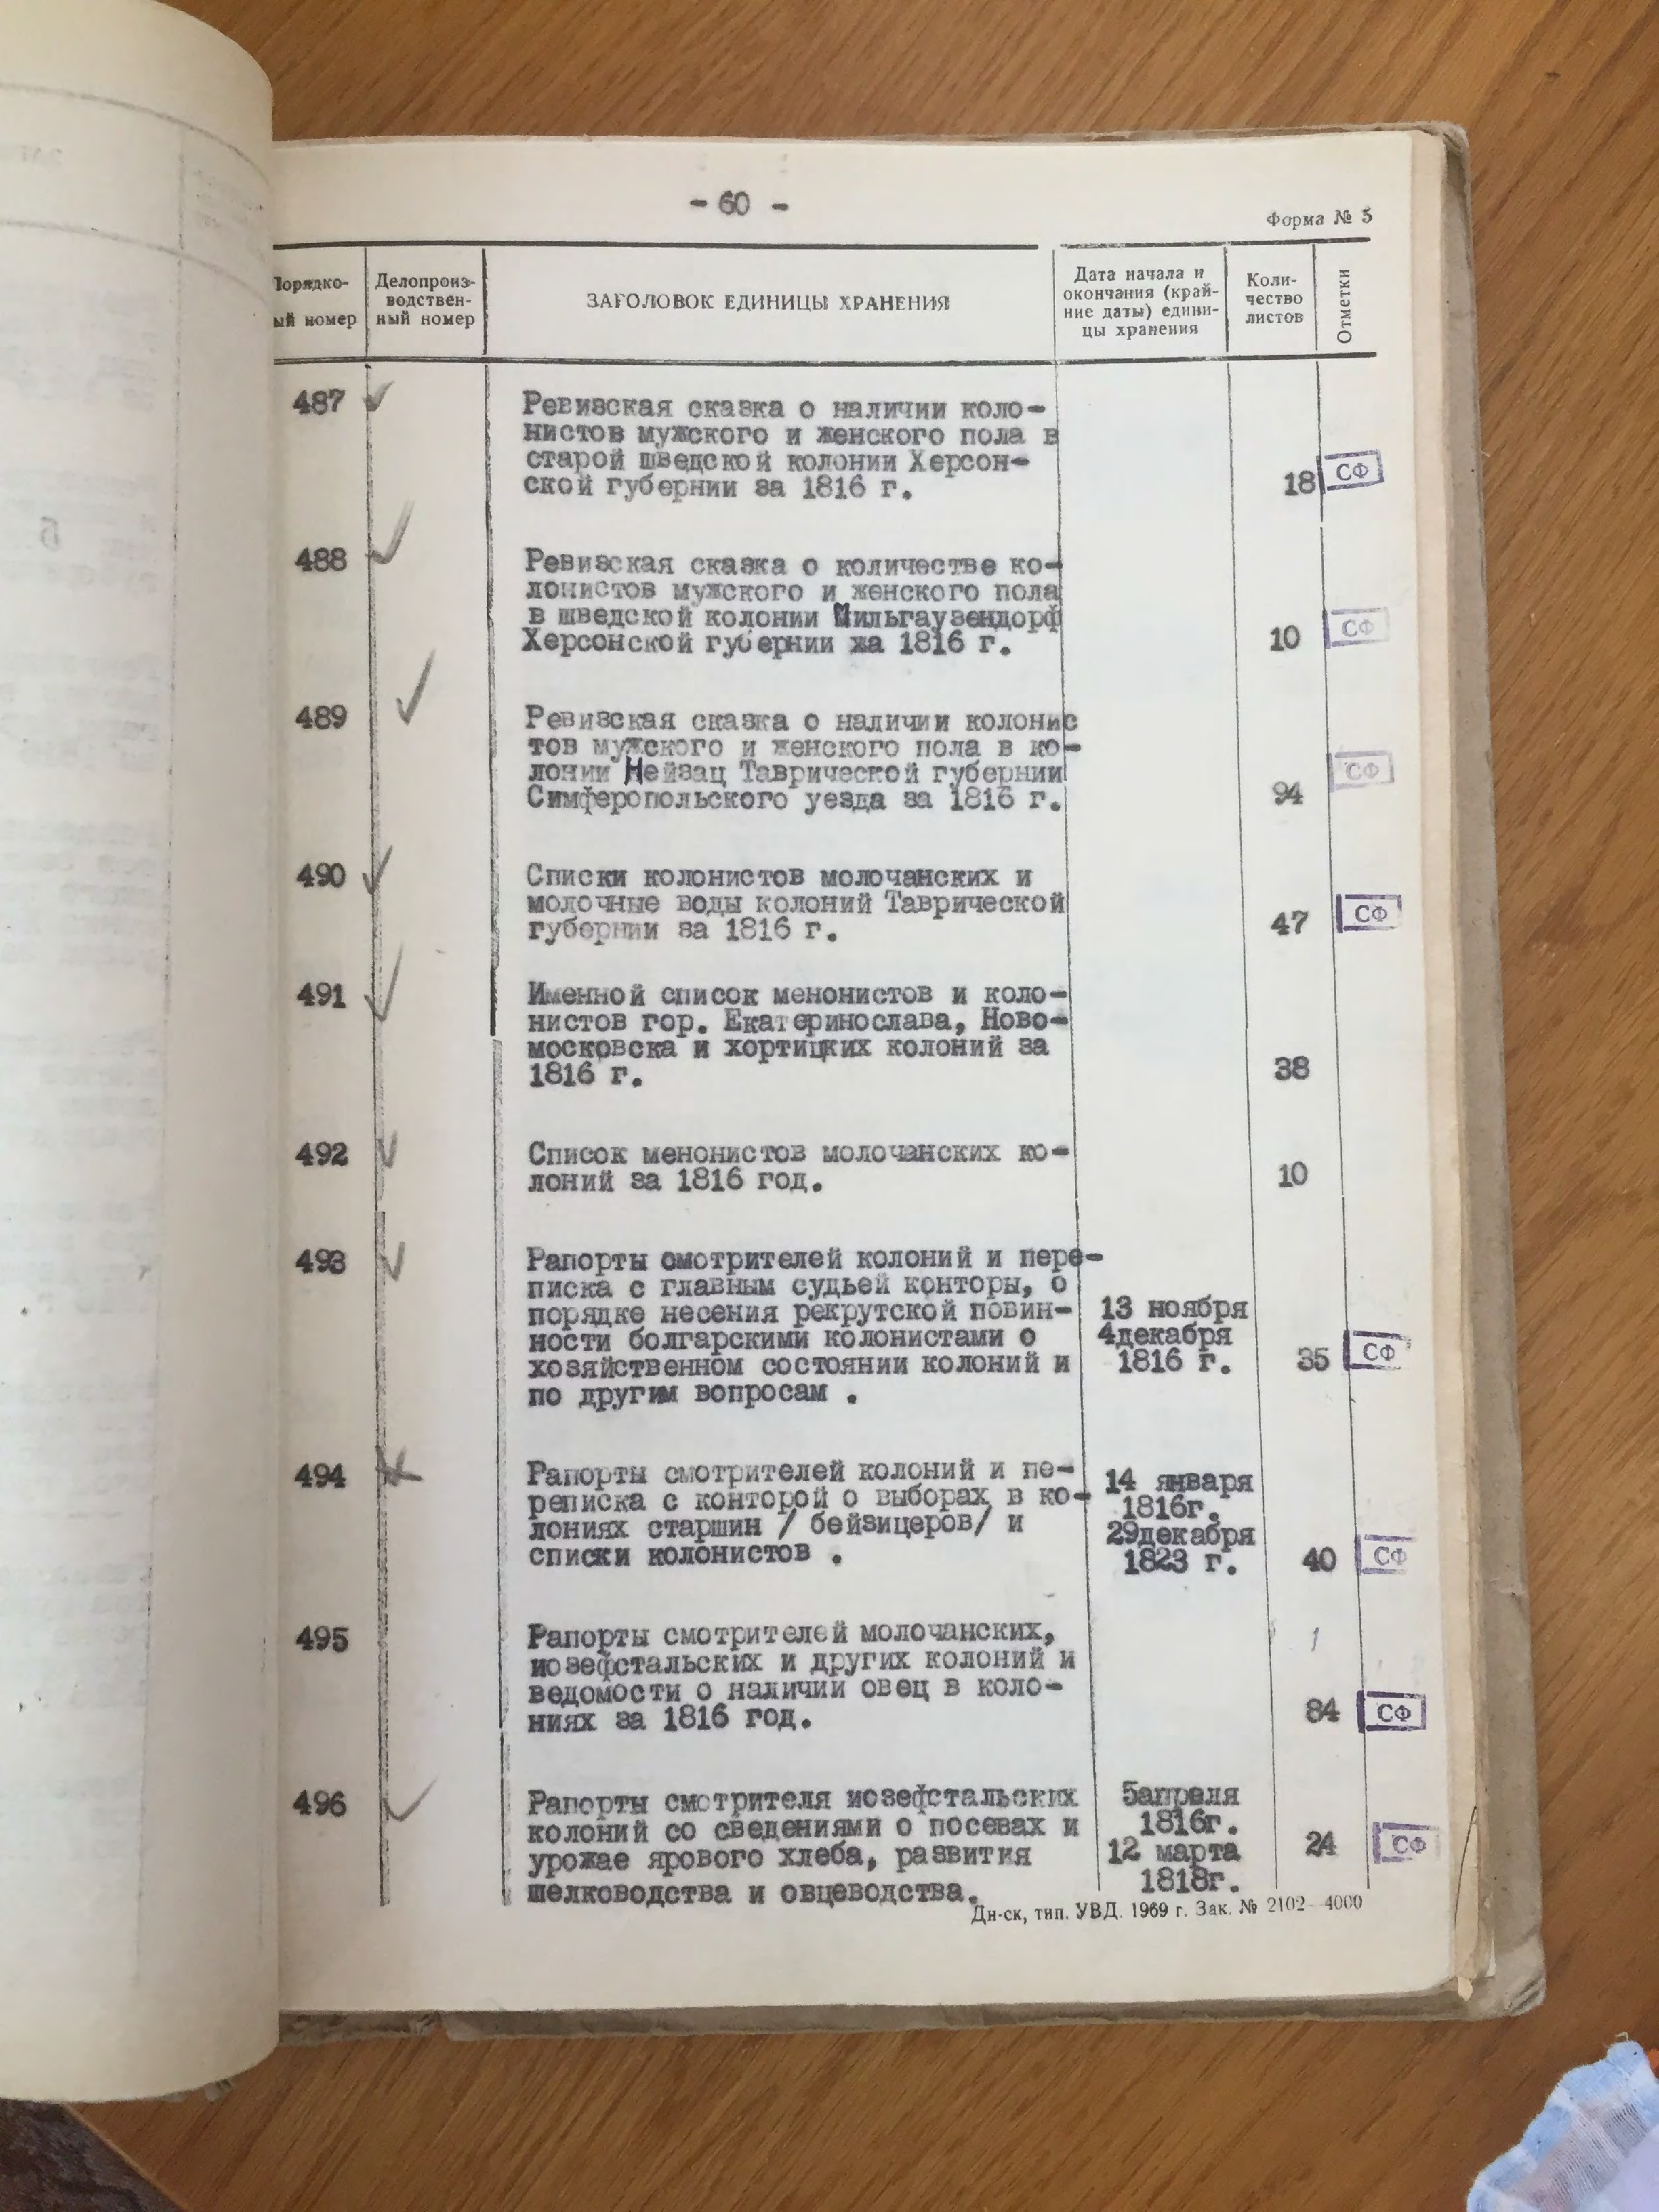 - 60 -
Форма № 5
Порядко-
ый номер
Делопроиз-
водствен-
ный номер
ЗАГОЛОВОК ЕДИНИЦЫ ХРАНЕНИЯ
Дата начала и
окончания (край-
ние даты) едини-
цы хранения
Коли-
чество
листов
Отметки
487
Ревизская сказка о наличии коло-
нистов мужского и женского пола в
старой шведской колонии Херсон-
ской губернии за 1816 г.
18
СФ
488
Ревизская сказка о количестве ко-
лонистов мужского и женского пола
в шведской колонии Мильгаузендорф
Херсонской губернии жа 1816 г.
10
СФ
489
Ревизская сказка о наличии колонис
тов мужского и женского пола в ко-
лонии Нейзац Таврической губернии
Симферопольского уезда за 1816 г.
94
СФ
490
Списки колонистов молочанских и
молочные воды колоний Таврической
губернии за 1816 г.
47
СФ
491
Именной список менонистов и коло-
нистов гор. Екатеринослава, Ново-
московска и хортицких колоний за
1816 г.
38
492
Список менонистов молочанских ко-
лоний за 1816 год.
10
493
Рапорты смотрителей колоний и пере-
писка с главным судьей конторы, о
порядке несения рекрутской повин-
ности болгарскими колонистами о
хозяйственном состоянии колоний и
по другим вопросам .
13 ноября
4декабря
1816 г.
35
СФ
494
Рапорты смотрителей колоний и пе-
реписка с конторой о выборах в ко-
лониях старшин / бейзицеров/ и
списки колонистов .
14 января
1816г.
29декабря
1823 г.
40
СФ
495
Рапорты смотрителей молочанских,
иозефстальских и других колоний и
ведомости о наличии овец в коло-
ниях за 1816 год.
1
84
СФ
496
Рапорты смотрителя иозефстальских
колоний со сведениями о посевах и
урожае ярового хлеба, развития
шелководства и овцеводства.
5апреля
1816г.
12 марта
1818г.
24
СФ
Дн-ск, тип. УВД. 1969 г. Зак. № 2102—4000